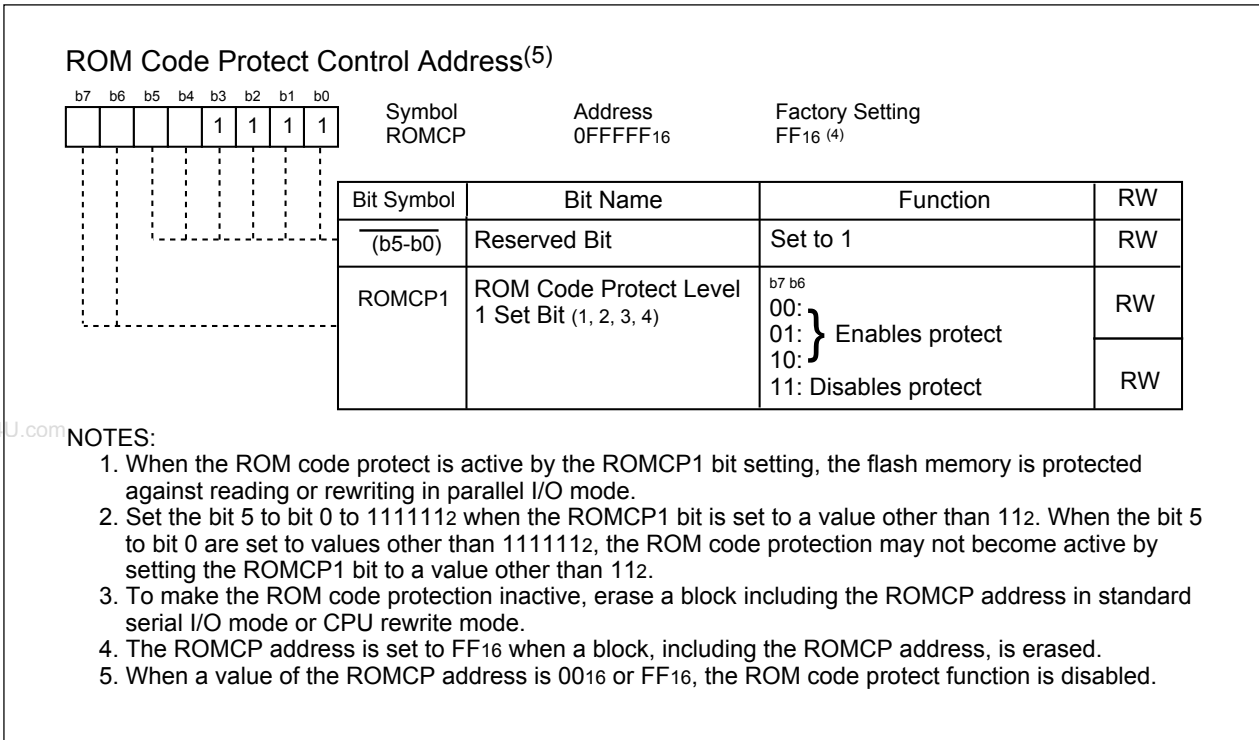 ROM Code Protect Control Address(5)
b7 b6 b5 b4 b3 b2 b1 b0
1 1 1 1
Symbol Address Factory Setting
ROMCP 0FFFFF16 FF16 (4)
Bit Symbol Bit Name Function RW
(b5-b0) Reserved Bit Set to 1 RW
ROMCP1 ROM Code Protect Level
1 Set Bit (1, 2, 3, 4)
b7 b6
00:
01: } Enables protect
10:
11: Disables protect
RW
RW
U.com
NOTES:
1. When the ROM code protect is active by the ROMCP1 bit setting, the flash memory is protected
against reading or rewriting in parallel I/O mode.
2. Set the bit 5 to bit 0 to 1111112 when the ROMCP1 bit is set to a value other than 112. When the bit 5
to bit 0 are set to values other than 1111112, the ROM code protection may not become active by
setting the ROMCP1 bit to a value other than 112.
3. To make the ROM code protection inactive, erase a block including the ROMCP address in standard
serial I/O mode or CPU rewrite mode.
4. The ROMCP address is set to FF16 when a block, including the ROMCP address, is erased.
5. When a value of the ROMCP address is 0016 or FF16, the ROM code protect function is disabled.